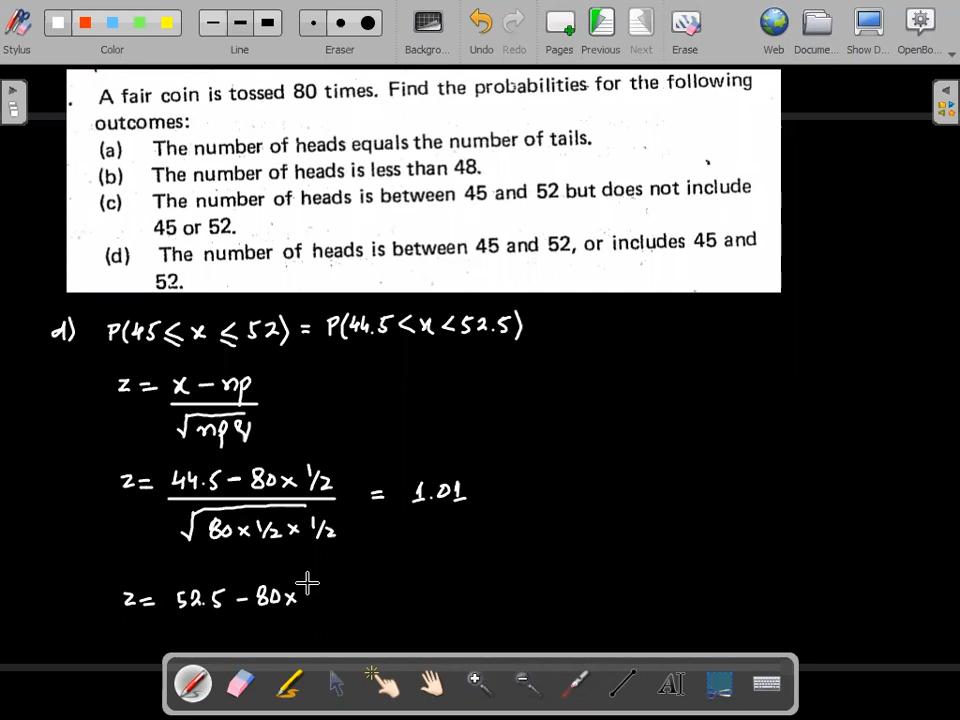 Stylus Color Line Eraser Backgro... Undo Redo Pages Previous Next Erase Web Docume... Show D... OpenBo...
A fair coin is tossed 80 times. Find the probabilities for the following
outcomes:
(a) The number of heads equals the number of tails.
(b) The number of heads is less than 48.
(c) The number of heads is between 45 and 52 but does not include
45 or 52.
(d) The number of heads is between 45 and 52, or includes 45 and
52.
d) P(45 ≤ x ≤ 52) = P(44.5 < x < 52.5)
z = x - np
√npq
z = 44.5 - 80 x 1/2
√80 x 1/2 x 1/2 = 1.01
z = 52.5 - 80 x
AI